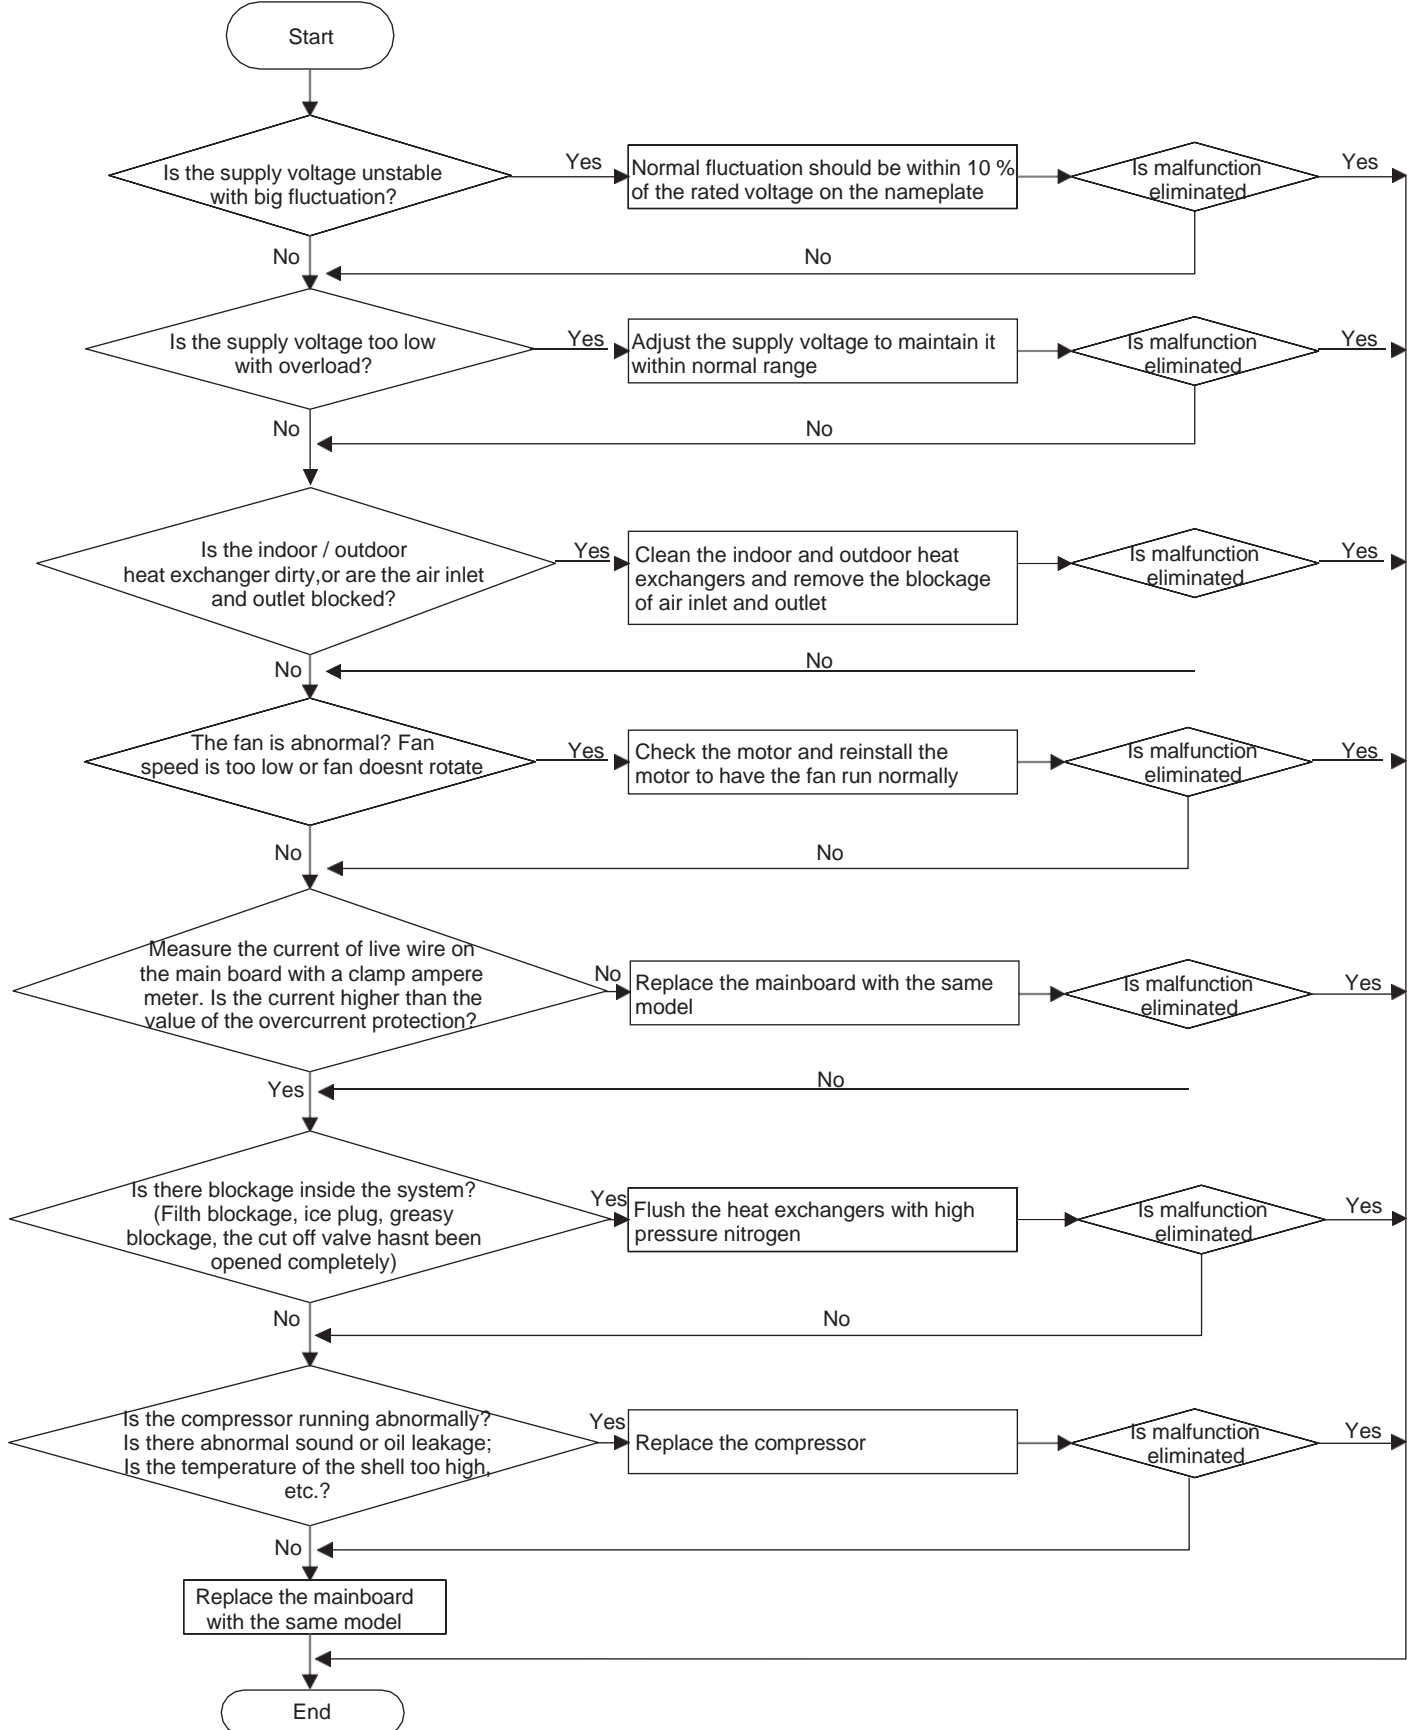 Start
Is the supply voltage unstable
with big fluctuation?
Yes
Normal fluctuation should be within 10 %
of the rated voltage on the nameplate
Is malfunction
eliminated
Yes
No
No
Is the supply voltage too low
with overload?
Yes
Adjust the supply voltage to maintain it
within normal range
Is malfunction
eliminated
Yes
No
No
Is the indoor / outdoor
heat exchanger dirty,or are the air inlet
and outlet blocked?
Yes
Clean the indoor and outdoor heat
exchangers and remove the blockage
of air inlet and outlet
Is malfunction
eliminated
Yes
No
No
The fan is abnormal? Fan
speed is too low or fan doesnt rotate
Yes
Check the motor and reinstall the
motor to have the fan run normally
Is malfunction
eliminated
Yes
No
No
Measure the current of live wire on
the main board with a clamp ampere
meter. Is the current higher than the
value of the overcurrent protection?
No
Replace the mainboard with the same
model
Is malfunction
eliminated
Yes
Yes
No
Is there blockage inside the system?
(Filth blockage, ice plug, greasy
blockage, the cut off valve hasnt been
opened completely)
Yes
Flush the heat exchangers with high
pressure nitrogen
Is malfunction
eliminated
Yes
No
No
Is the compressor running abnormally?
Is there abnormal sound or oil leakage;
Is the temperature of the shell too high,
etc.?
Yes
Replace the compressor
Is malfunction
eliminated
Yes
No
Replace the mainboard
with the same model
End